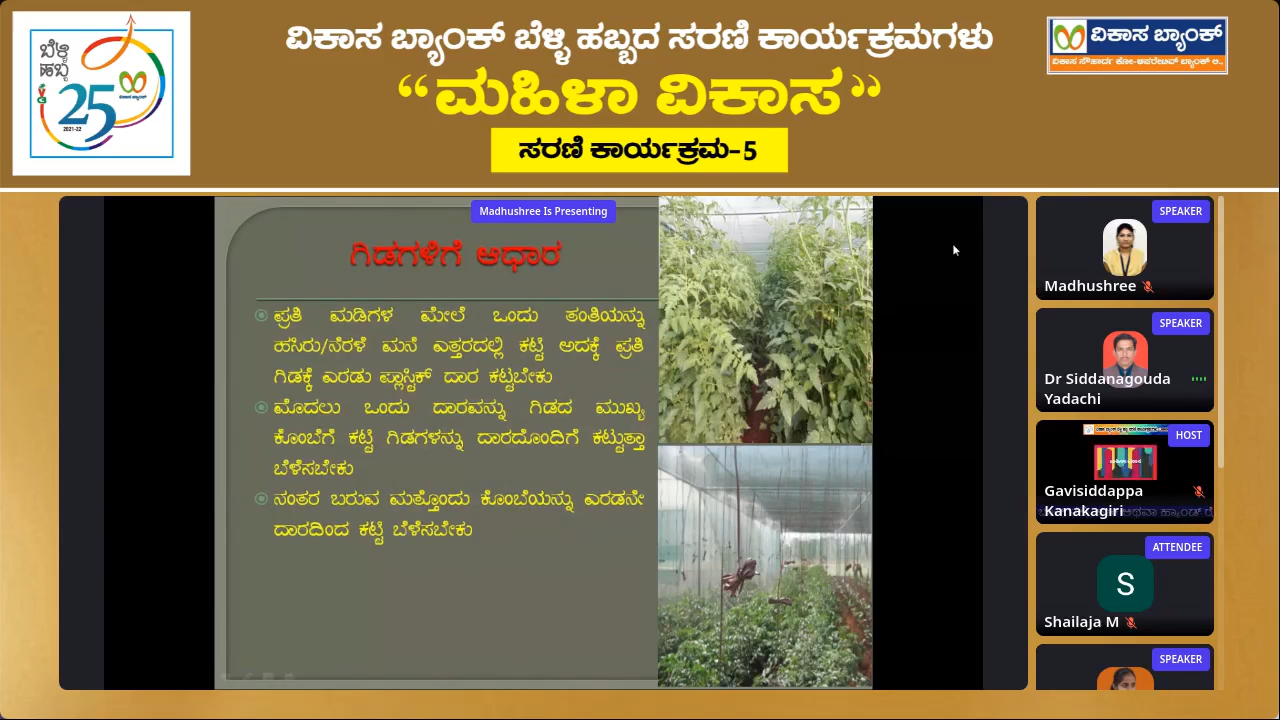 ವಿಕಾಸ ಬ್ಯಾಂಕ್ ಬೆಳ್ಳಿ ಹಬ್ಬದ ಸರಣಿ ಕಾರ್ಯಕ್ರಮಗಳು
“ಮಹಿಳಾ ವಿಕಾಸ”
ಸರಣಿ ಕಾರ್ಯಕ್ರಮ-5
ಬೆಳ್ಳಿ
ಹಬ್ಬ
25
2021-22
ವಿಕಾಸ ಬ್ಯಾಂಕ್
ವಿಕಾಸ ಸೌಹಾರ್ದ ಕೋ-ಆಪರೇಟಿವ್ ಬ್ಯಾಂಕ್ ಲಿ.,
Madhushree Is Presenting
ಗಿಡಗಳಿಗೆ ಆಧಾರ
ಪ್ರತಿ ಮಡಿಗಳ ಮೇಲೆ ಒಂದು ತಂತಿಯನ್ನು
ಹಸಿರು/ನೆರಳೆ ಮನೆ ಎತ್ತರದಲ್ಲಿ ಕಟ್ಟಿ ಅದಕ್ಕೆ ಪ್ರತಿ
ಗಿಡಕ್ಕೆ ಎರಡು ಪ್ಲಾಸ್ಟಿಕ್ ದಾರ ಕಟ್ಟಬೇಕು
ಮೊದಲು ಒಂದು ದಾರವನ್ನು ಗಿಡದ ಮುಖ್ಯ
ಕೊಂಬೆಗೆ ಕಟ್ಟಿ ಗಿಡಗಳನ್ನು ದಾರದೊಂದಿಗೆ ಕಟ್ಟುತ್ತಾ
ಬೆಳೆಸಬೇಕು
ನಂತರ ಬರುವ ಮತ್ತೊಂದು ಕೊಂಬೆಯನ್ನು ಎರಡನೇ
ದಾರದಿಂದ ಕಟ್ಟಿ ಬೆಳೆಸಬೇಕು
SPEAKER
Madhushree
SPEAKER
Dr Siddanagouda
Yadachi
HOST
Gavisiddappa
Kanakagiri
ATTENDEE
S
Shailaja M
SPEAKER